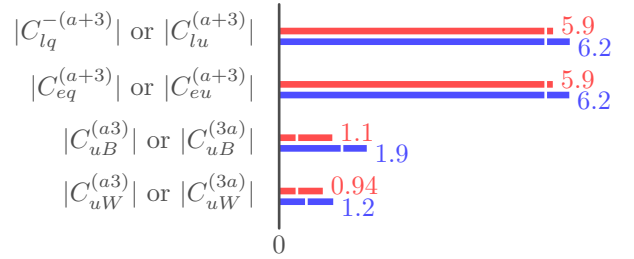 |C_{lq}^{-(a+3)}| or |C_{lu}^{(a+3)}| 5.9
6.2
|C_{eq}^{(a+3)}| or |C_{eu}^{(a+3)}| 5.9
6.2
|C_{uB}^{(a3)}| or |C_{uB}^{(3a)}| 1.1
1.9
|C_{uW}^{(a3)}| or |C_{uW}^{(3a)}| 0.94
1.2
0